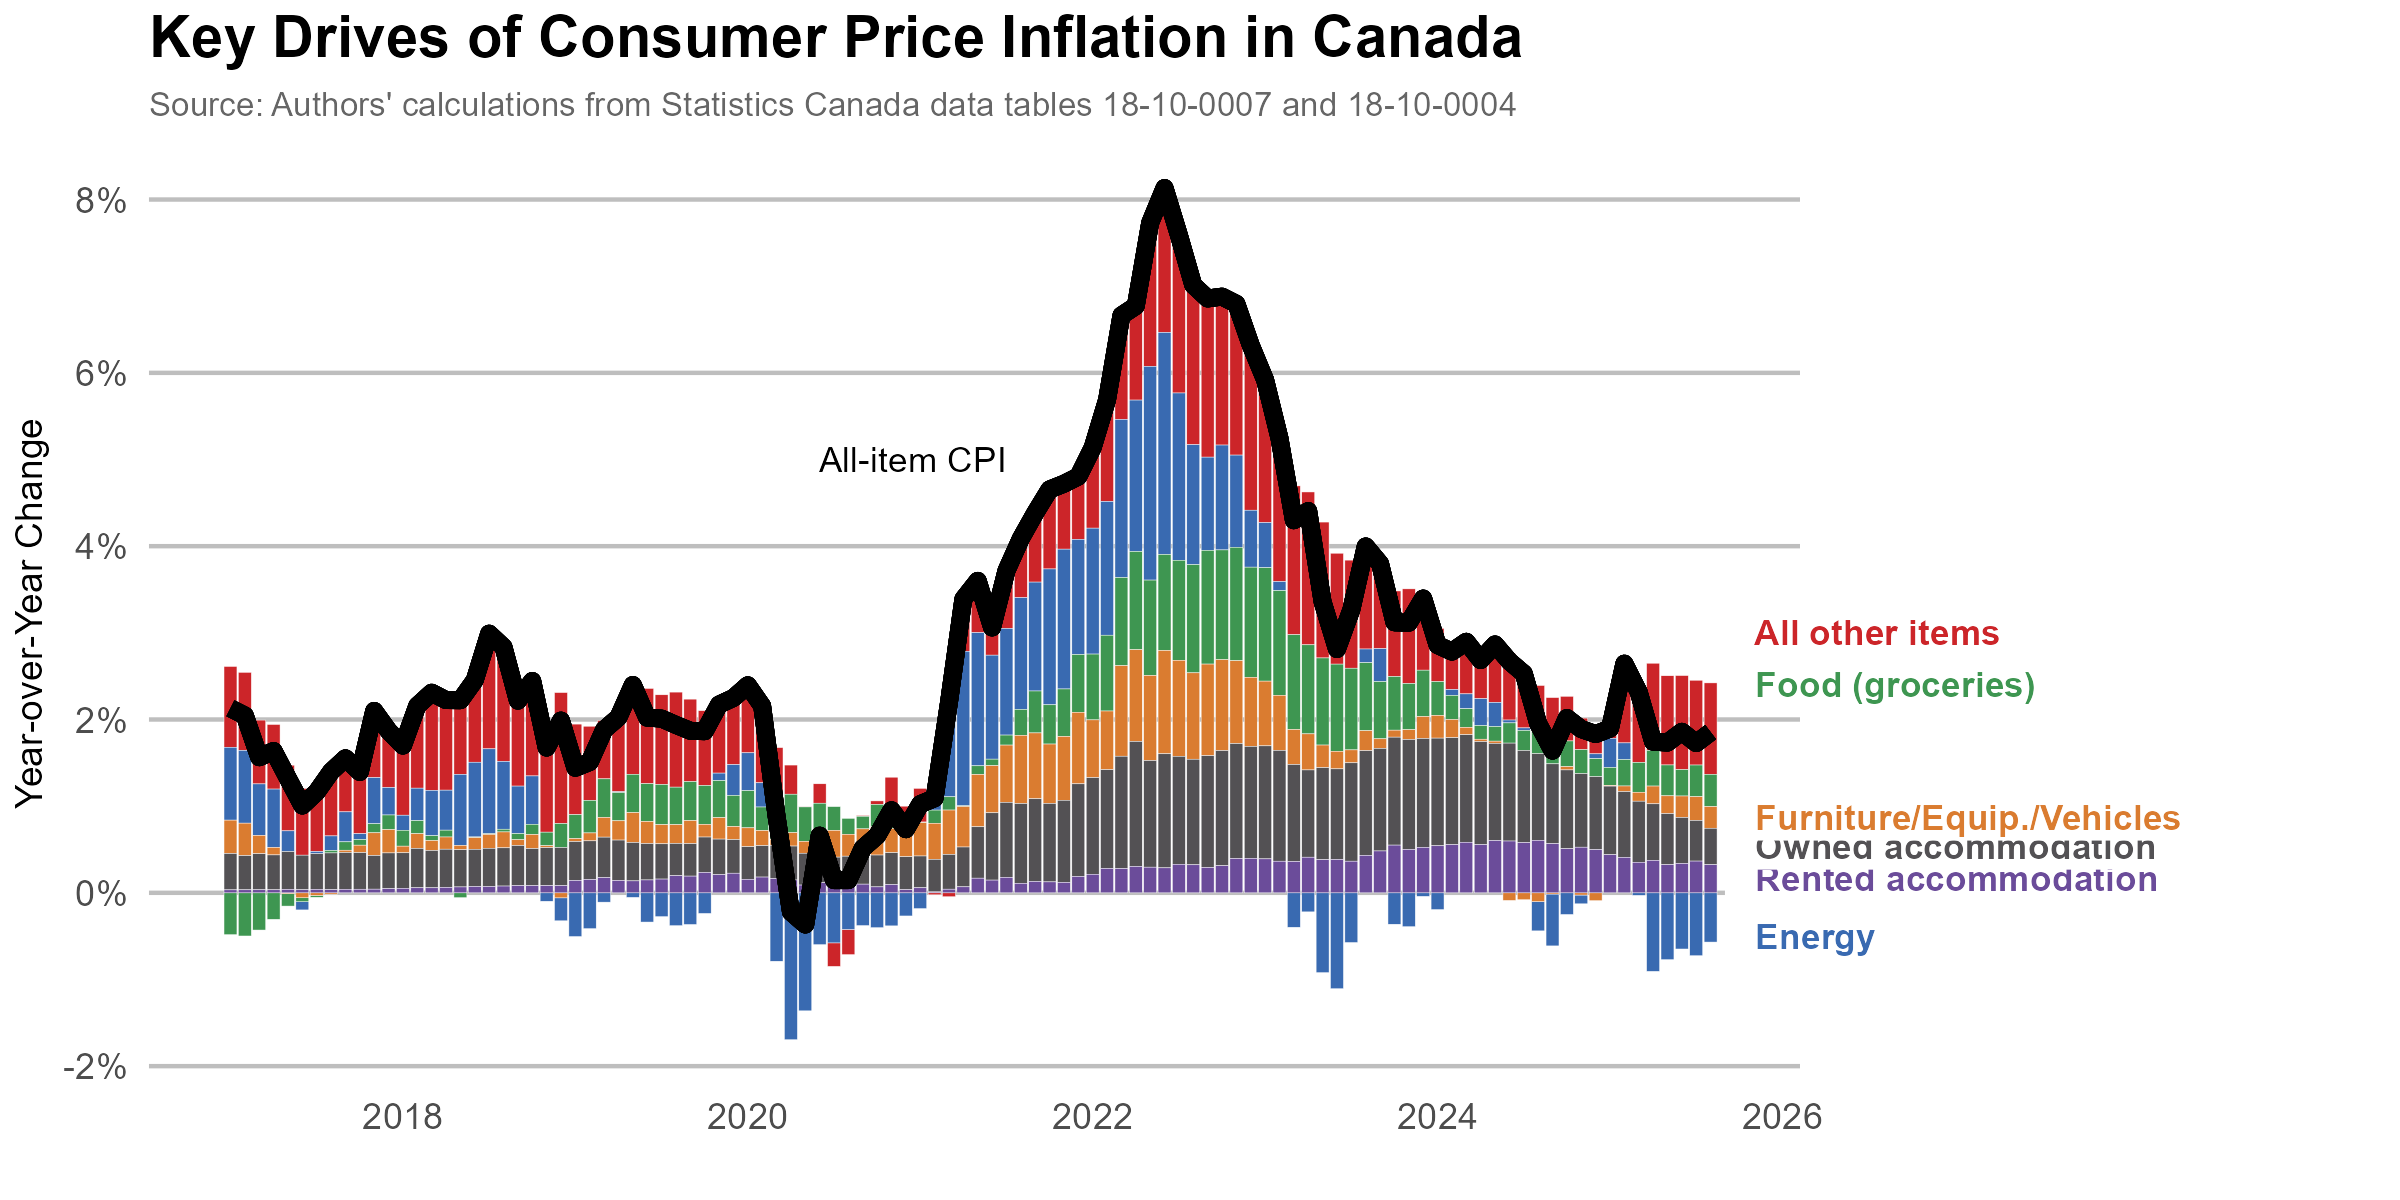 Key Drives of Consumer Price Inflation in Canada
Source: Authors' calculations from Statistics Canada data tables 18-10-0007 and 18-10-0004
Year-over-Year Change
8%
6%
4%
2%
0%
-2%
All-item CPI
All other items
Food (groceries)
Furniture/Equip./Vehicles
Owned accommodation
Rented accommodation
Energy
2018
2020
2022
2024
2026